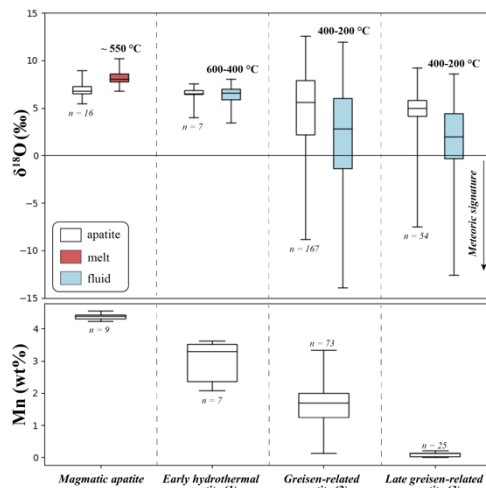 15
10
5
0
−5
−10
−15
δ¹⁸O (‰)
~ 550 °C
600-400 °C
400-200 °C
400-200 °C
n = 16
n = 7
n = 167
n = 54
Meteoric signature
apatite
melt
fluid
4
3
2
1
0
Mn (wt%)
n = 9
n = 7
n = 73
n = 25
Magmatic apatite
Early hydrothermal
Greisen-related
Late greisen-related